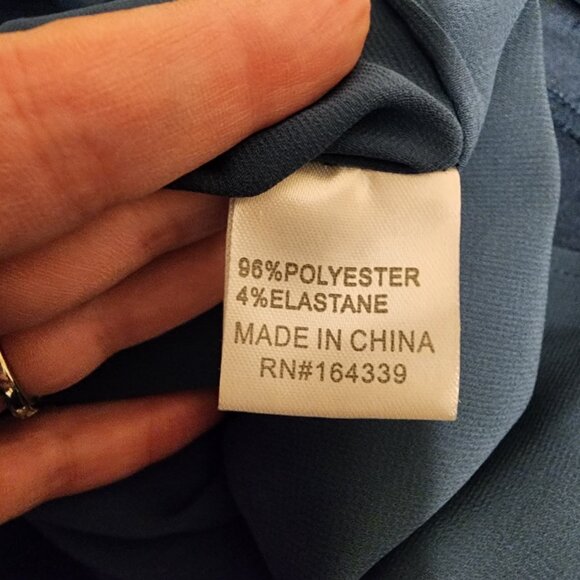 96%POLYESTER
4%ELASTANE
MADE IN CHINA
RN#164339